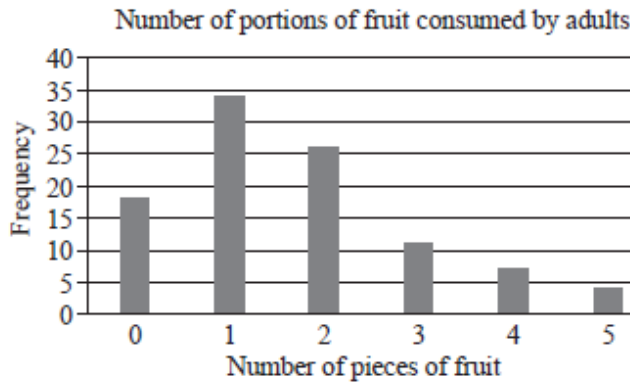 Number of portions of fruit consumed by adults
40
35
30
25
20
15
10
5
0
Frequency
0 1 2 3 4 5
Number of pieces of fruit